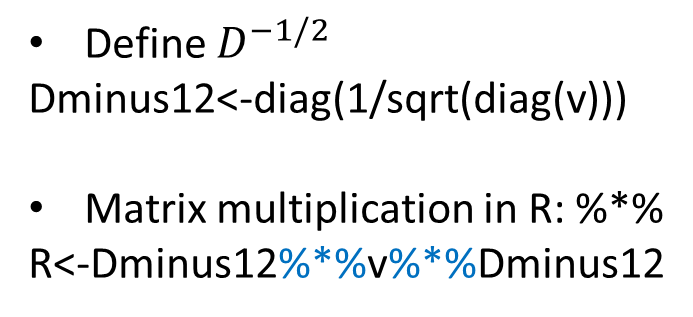 • Define D^{-1/2}
Dminus12<-diag(1/sqrt(diag(v)))
• Matrix multiplication in R: %*%
R<-Dminus12%*%v%*%Dminus12